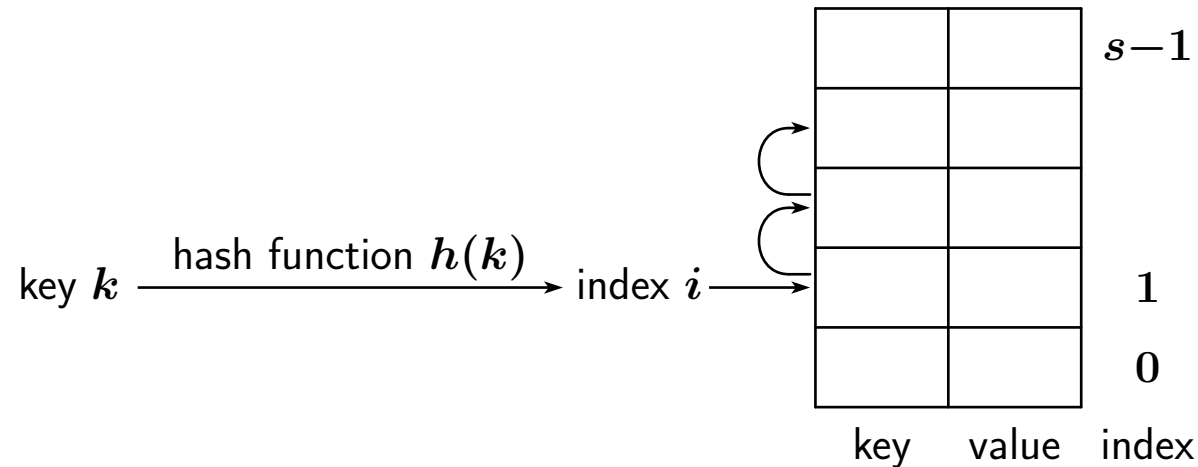 s−1
hash function h(k)
key k
index i
1
0
key value index